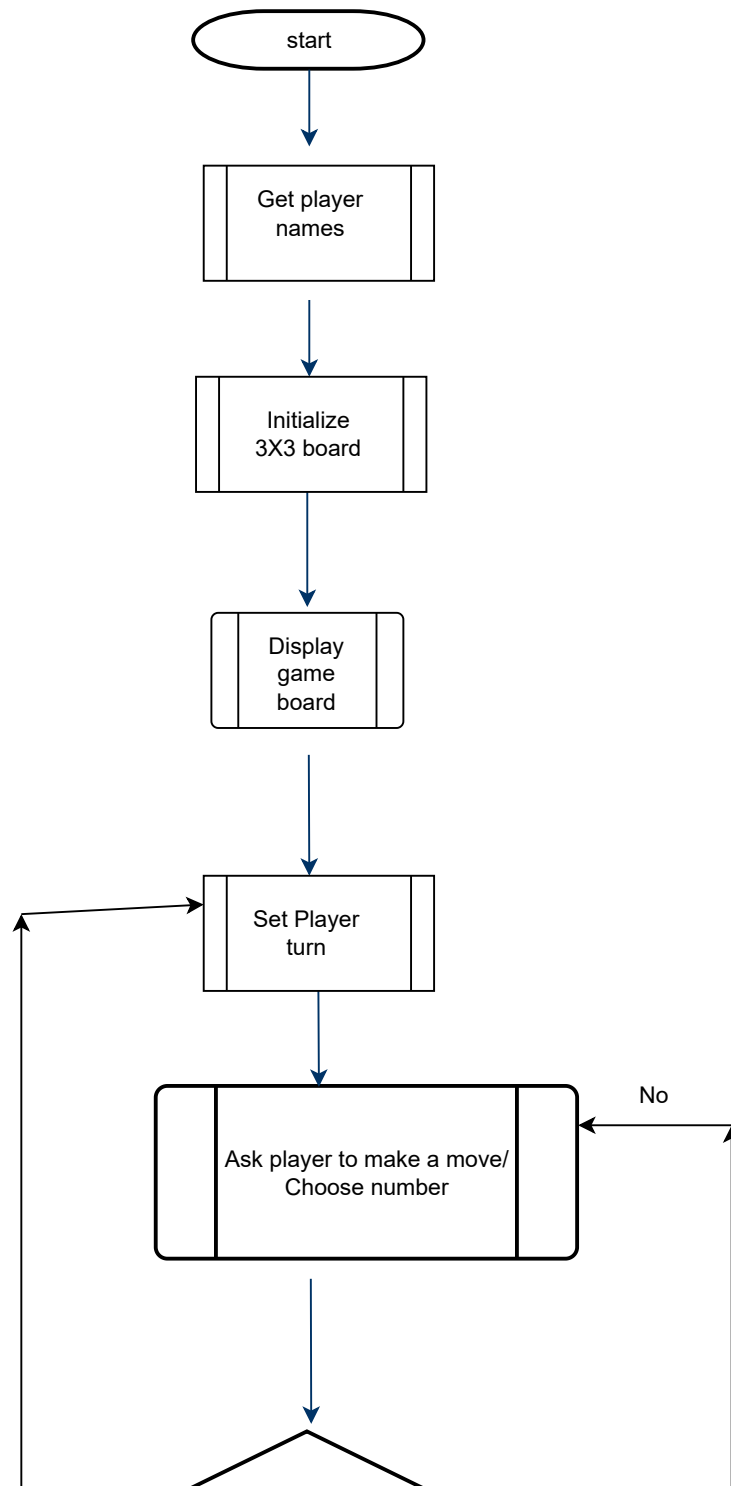 start
Get player
names
Initialize
3X3 board
Display
game
board
Set Player
turn
No
Ask player to make a move/
Choose number